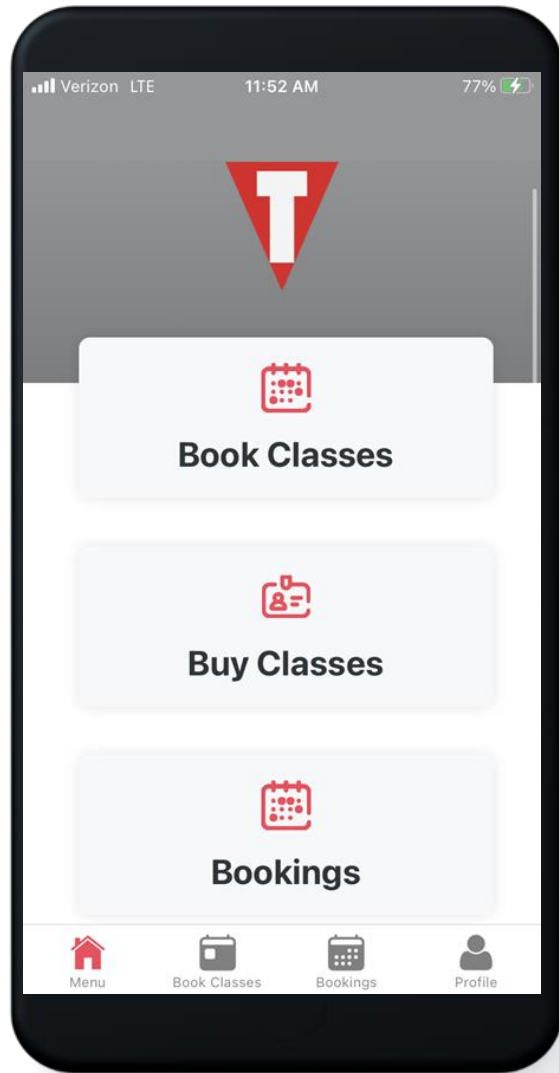 Verizon LTE 11:52 AM 77%
T
Book Classes
Buy Classes
Bookings
Menu Book Classes Bookings Profile